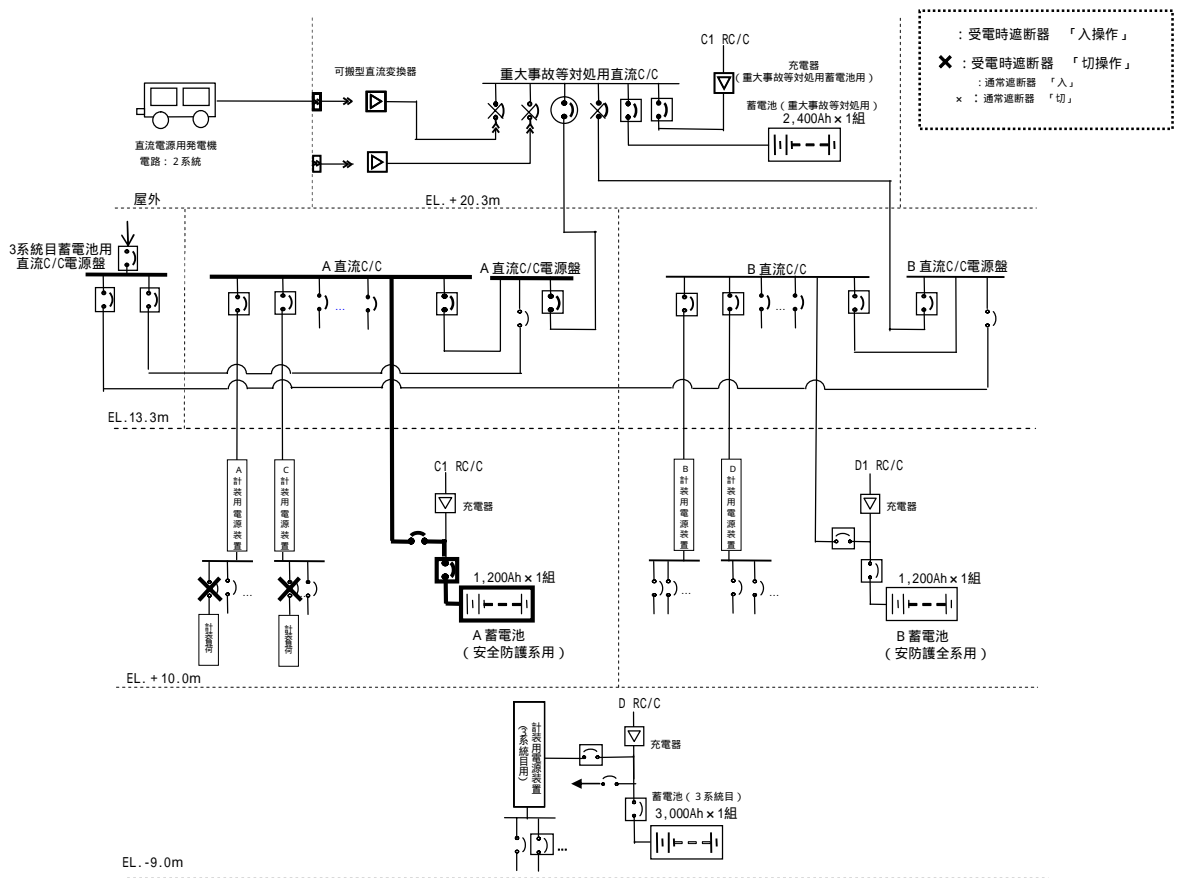 C1 RC/C
：受電時遮断器　「入操作」
：受電時遮断器　「切操作」
：通常遮断器　「入」
×　：通常遮断器　「切」
可搬型直流変換器
重大事故等対処用直流C/C
充電器
（重大事故等対処用蓄電池用）
蓄電池（重大事故等対処用）
2,400Ah×1組
直流電源用発電機
電路：2系統
屋外
EL.+20.3m
3系統目蓄電池用
直流C/C電源盤
A直流C/C
A直流C/C電源盤
B直流C/C
B直流C/C電源盤
…
…
EL.13.3m
A計装用電源装置
C計装用電源装置
C1 RC/C
充電器
B計装用電源装置
D計装用電源装置
D1 RC/C
充電器
…
…
…
1,200Ah×1組
1,200Ah×1組
計装負荷
計装負荷
A蓄電池
（安全防護系用）
B蓄電池
（安防護全系用）
EL.+10.0m
D RC/C
計装用電源装置
（3系統目用）
充電器
蓄電池（３系統目）
3,000Ah×1組
…
EL.-9.0m